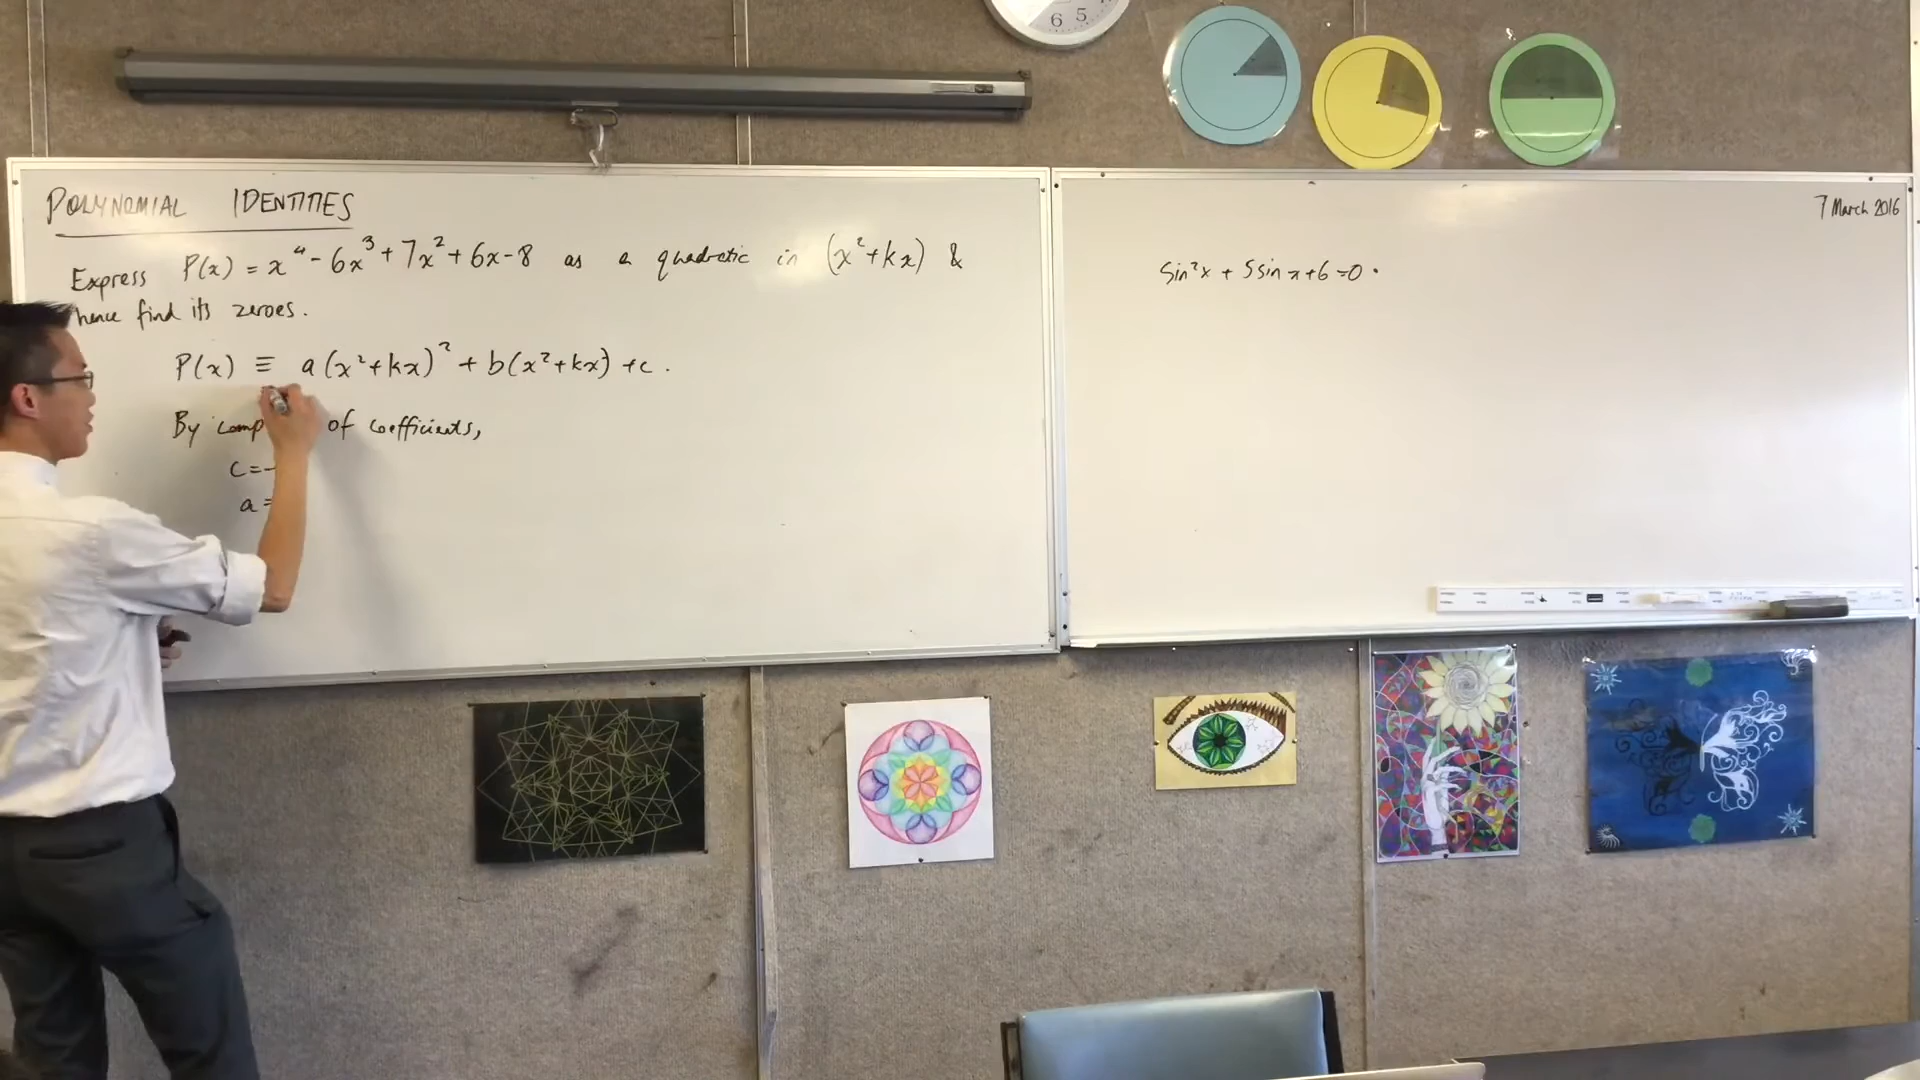 POLYNOMIAL IDENTITIES
Express P(x) = x⁴ - 6x³ + 7x² + 6x - 8 as a quadratic in (x² + kx) &
hence find its zeroes.
P(x) ≡ a(x² + kx)² + b(x² + kx) + c.
By comp of coefficients,
c = -
a =
7 March 2016
sin²x + 5sin x + 6 = 0.
6 5